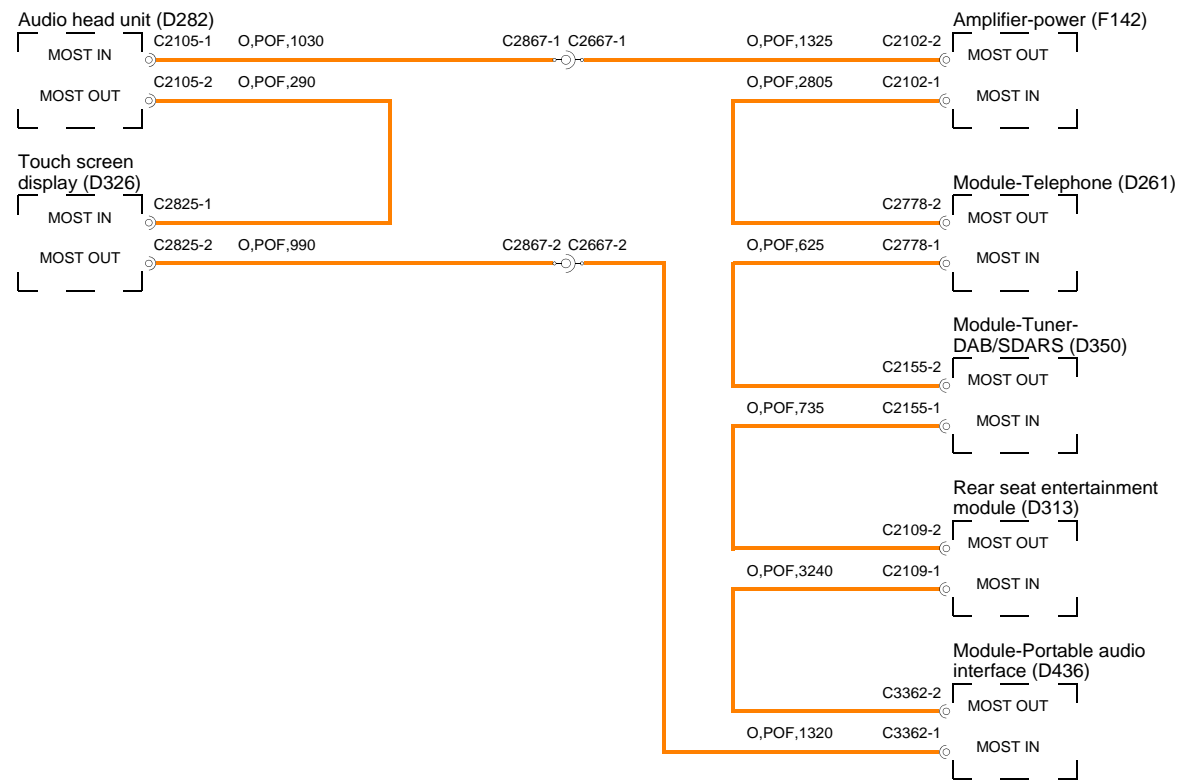 Audio head unit (D282)
MOST IN
C2105-1 O,POF,1030 C2867-1 C2667-1 O,POF,1325 C2102-2
MOST OUT
C2105-2 O,POF,290
Amplifier-power (F142)
MOST OUT
O,POF,2805 C2102-1
MOST IN
Touch screen
display (D326)
MOST IN
C2825-1
MOST OUT
C2825-2 O,POF,990 C2867-2 C2667-2
Module-Telephone (D261)
C2778-2
MOST OUT
O,POF,625 C2778-1
MOST IN
Module-Tuner-
DAB/SDARS (D350)
C2155-2
MOST OUT
O,POF,735 C2155-1
MOST IN
Rear seat entertainment
module (D313)
C2109-2
MOST OUT
O,POF,3240 C2109-1
MOST IN
Module-Portable audio
interface (D436)
C3362-2
MOST OUT
O,POF,1320 C3362-1
MOST IN